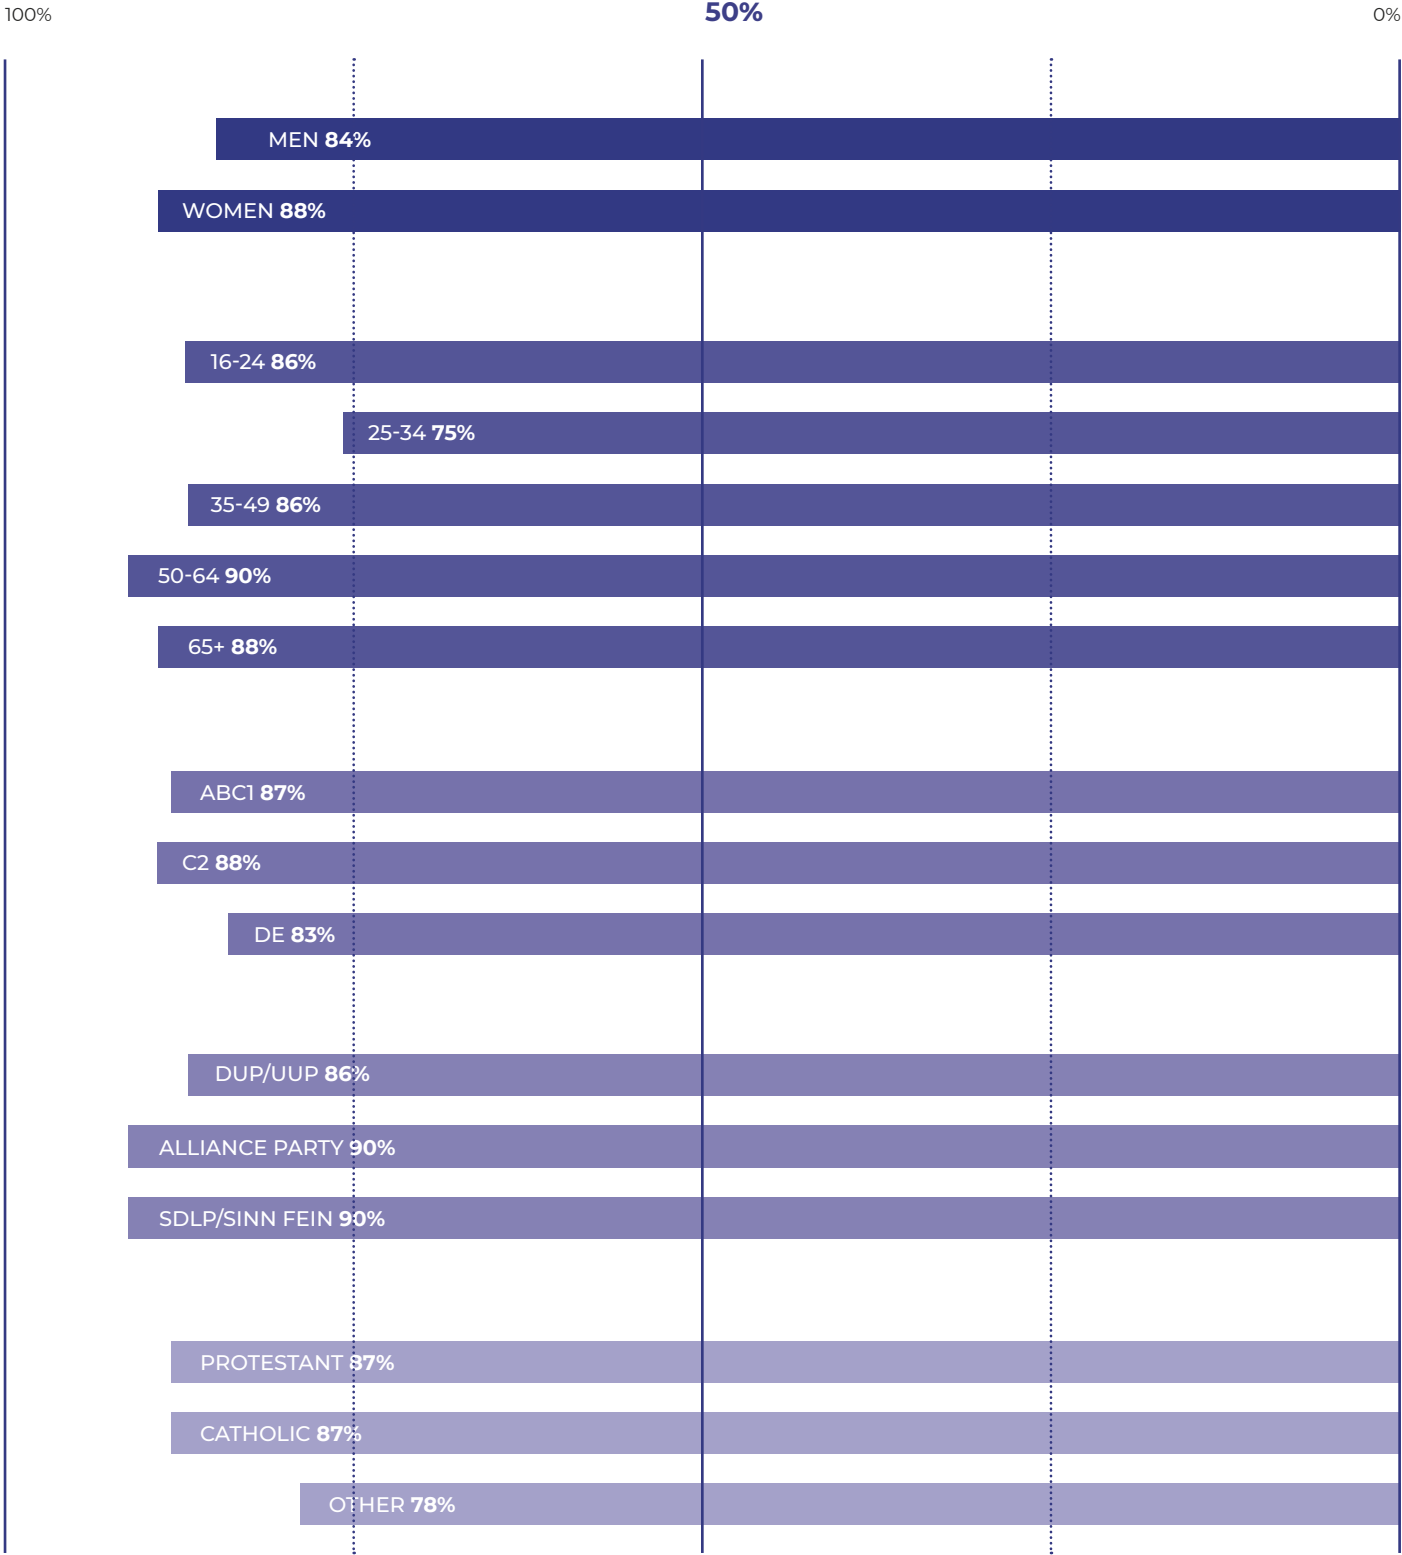 100% 50% 0%
MEN 84%
WOMEN 88%
16-24 86%
25-34 75%
35-49 86%
50-64 90%
65+ 88%
ABC1 87%
C2 88%
DE 83%
DUP/UUP 86%
ALLIANCE PARTY 90%
SDLP/SINN FEIN 90%
PROTESTANT 87%
CATHOLIC 87%
OTHER 78%